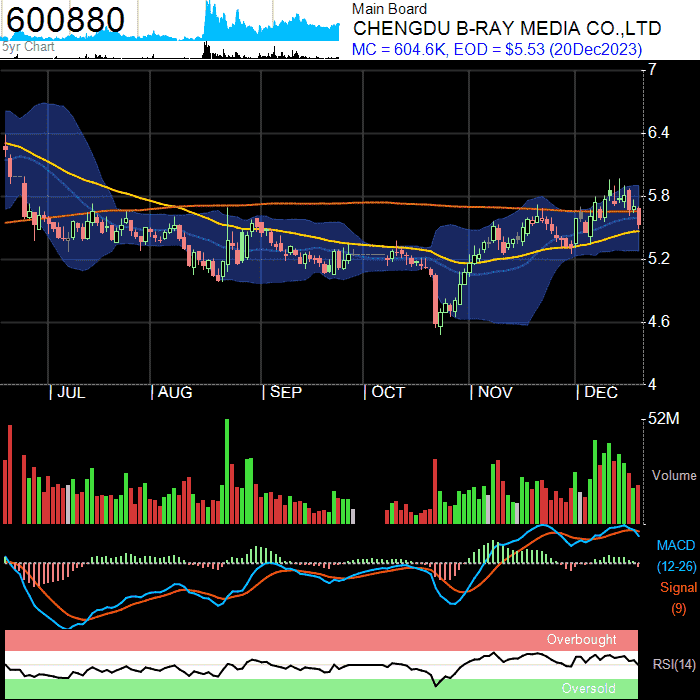 600880
5yr Chart
Main Board
CHENGDU B-RAY MEDIA CO.,LTD
MC = 604.6K, EOD = $5.53 (20Dec2023)
7
6.4
5.8
5.2
4.6
4
JUL AUG SEP OCT NOV DEC
52M
Volume
MACD
(12-26)
Signal
(9)
Overbought
RSI(14)
Oversold